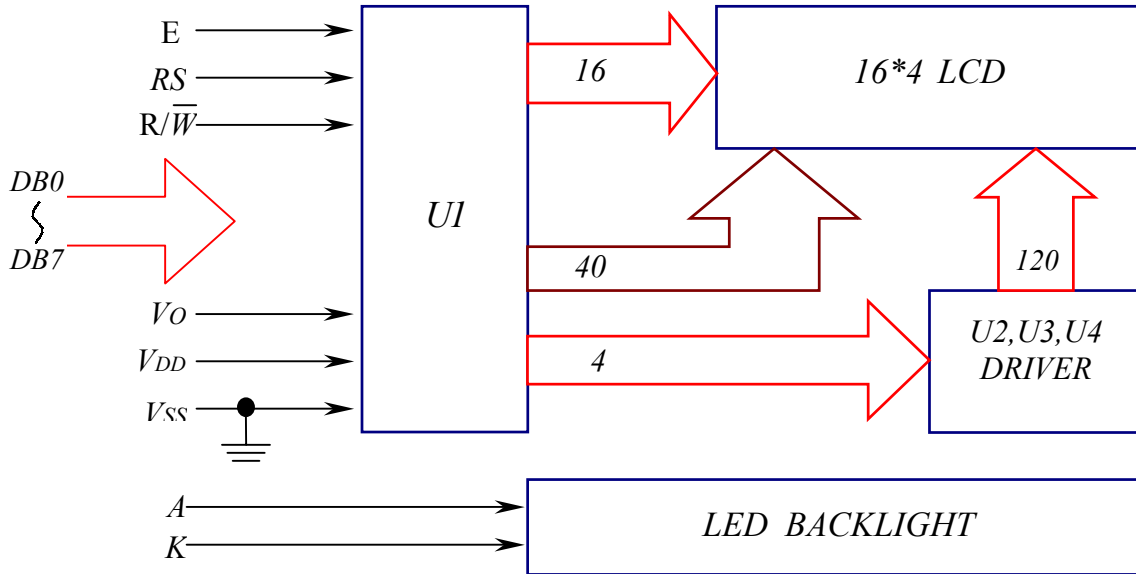 E
RS
R/W̅
DB0
DB7
VO
VDD
VSS
A
K
U1
16
40
4
16*4 LCD
120
U2,U3,U4
DRIVER
LED BACKLIGHT